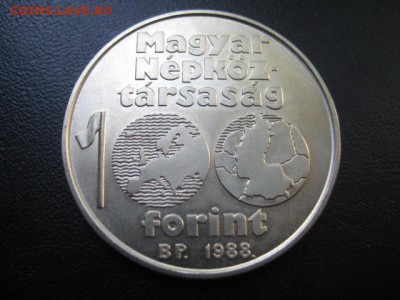 COINS.LAVE.RU
Magyar
Népköz-
társaság
100
forint
BP. 1988.